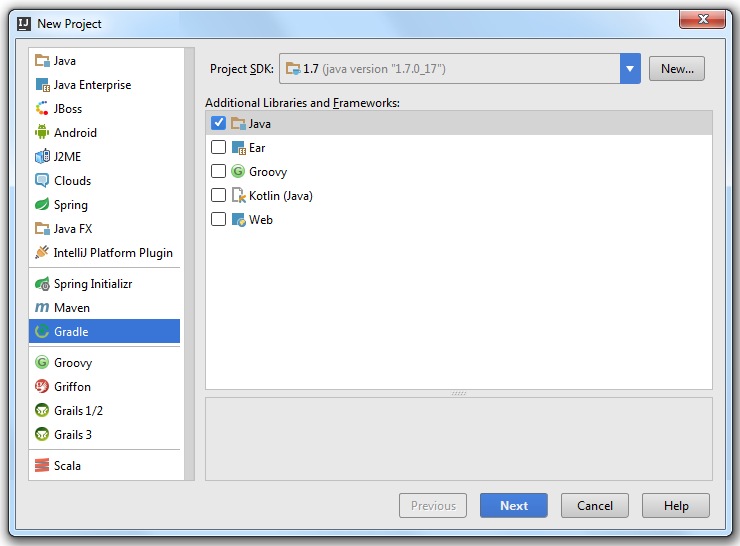 New Project
Java
Java Enterprise
JBoss
Android
J2ME
Clouds
Spring
Java FX
IntelliJ Platform Plugin
Spring Initializr
Maven
Gradle
Groovy
Griffon
Grails 1/2
Grails 3
Scala
Project SDK: 1.7 (java version "1.7.0_17") New...
Additional Libraries and Frameworks:
Java
Ear
Groovy
Kotlin (Java)
Web
Previous Next Cancel Help